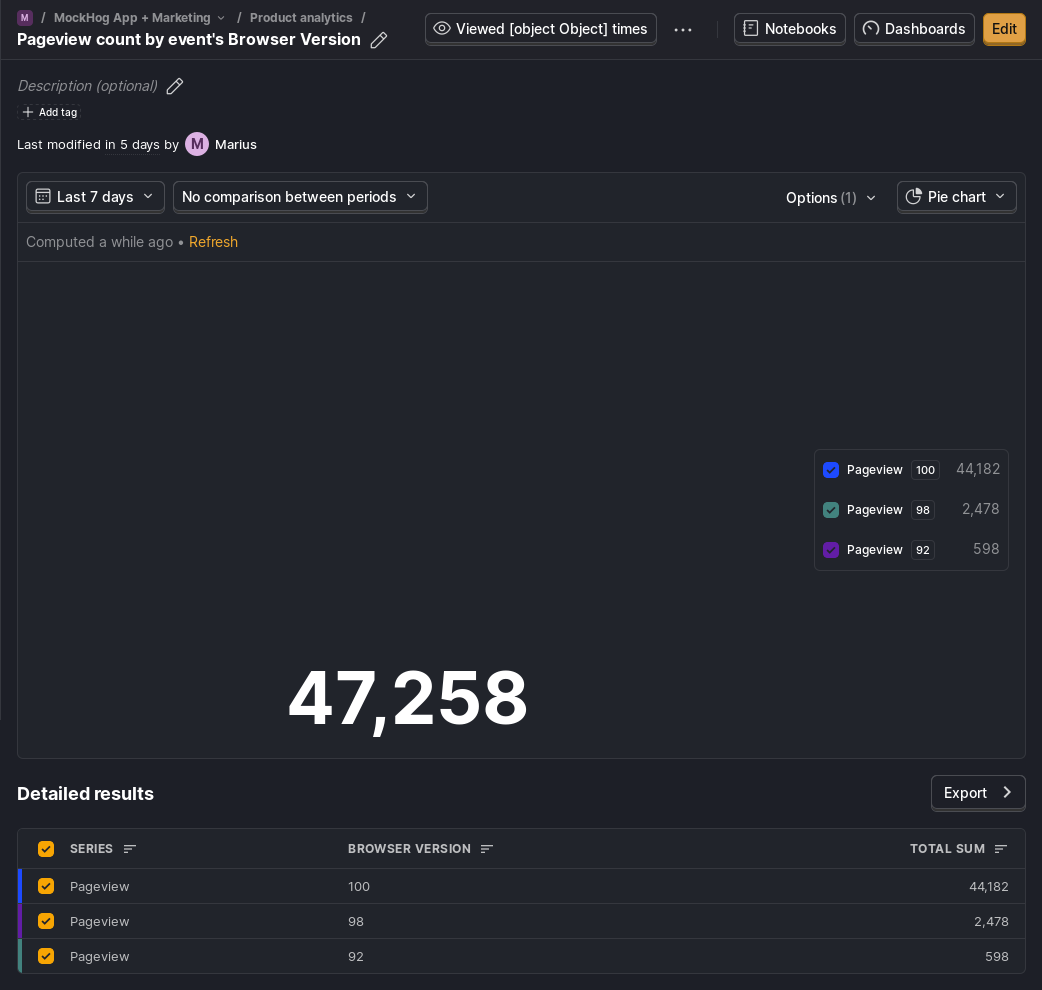 M / MockHog App + Marketing / Product analytics /
Pageview count by event's Browser Version
Viewed [object Object] times
Notebooks
Dashboards
Edit
Description (optional)
Add tag
Last modified in 5 days by M Marius
Last 7 days
No comparison between periods
Options (1)
Pie chart
Computed a while ago • Refresh
Pageview 100 44,182
Pageview 98 2,478
Pageview 92 598
47,258
Detailed results
Export
SERIES BROWSER VERSION TOTAL SUM
Pageview 100 44,182
Pageview 98 2,478
Pageview 92 598